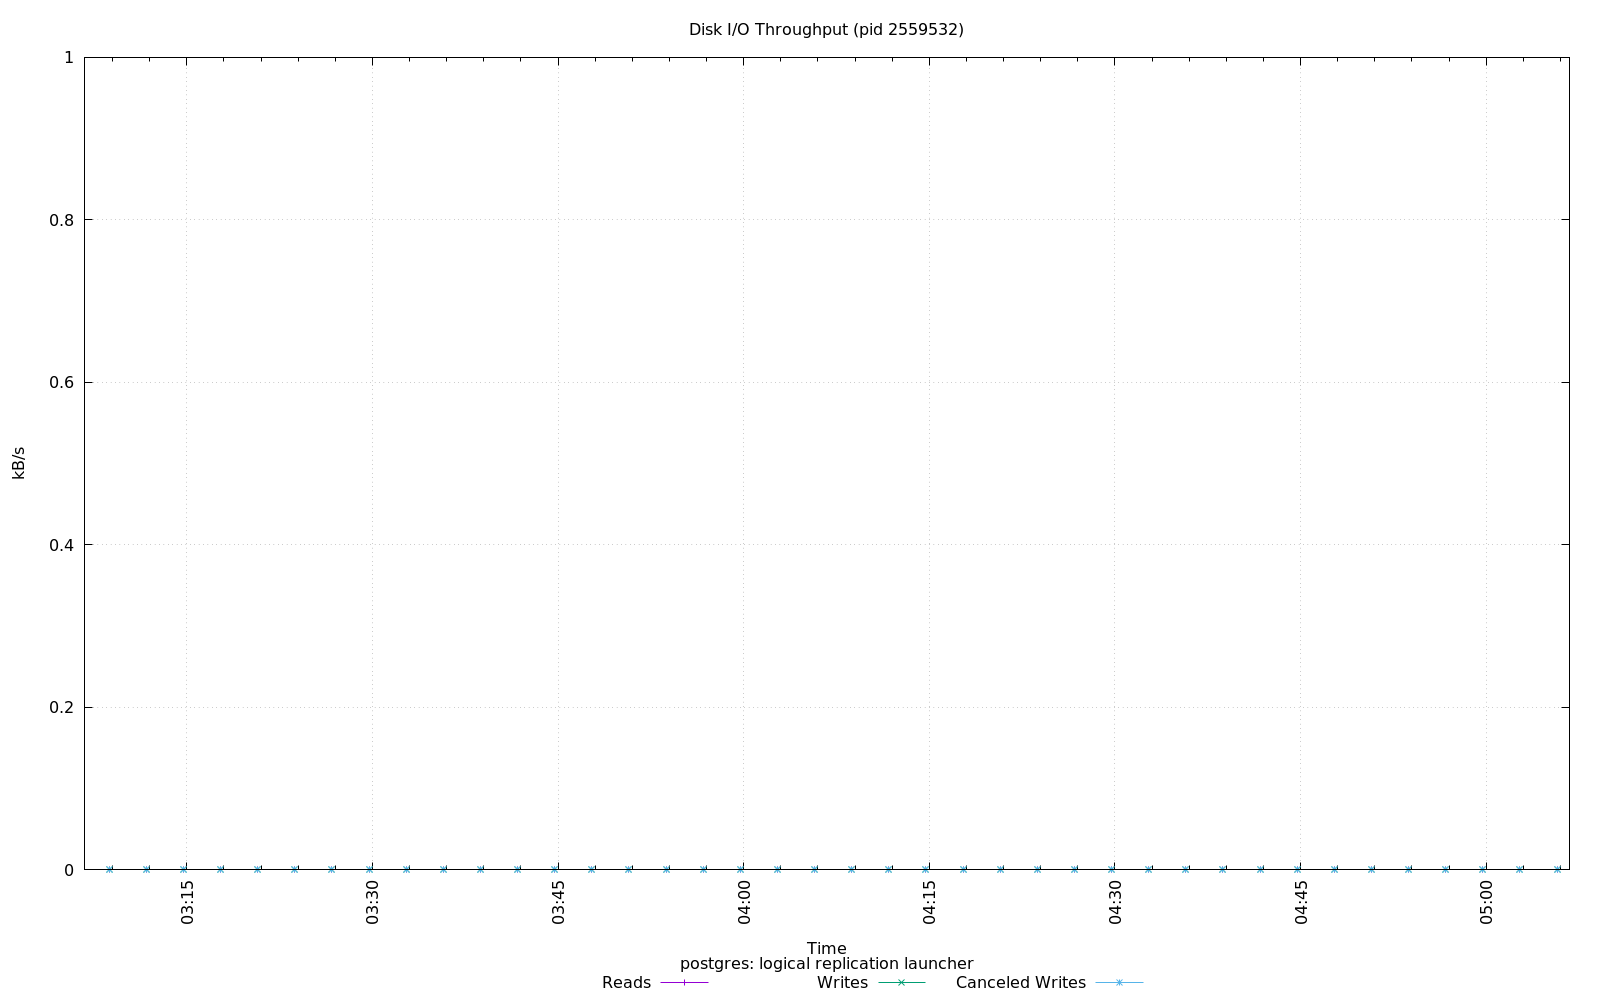 Disk I/O Throughput (pid 2559532)
1
0.8
0.6
0.4
0.2
0
kB/s
03:15
03:30
03:45
04:00
04:15
04:30
04:45
05:00
Time
postgres: logical replication launcher
Reads
Writes
Canceled Writes